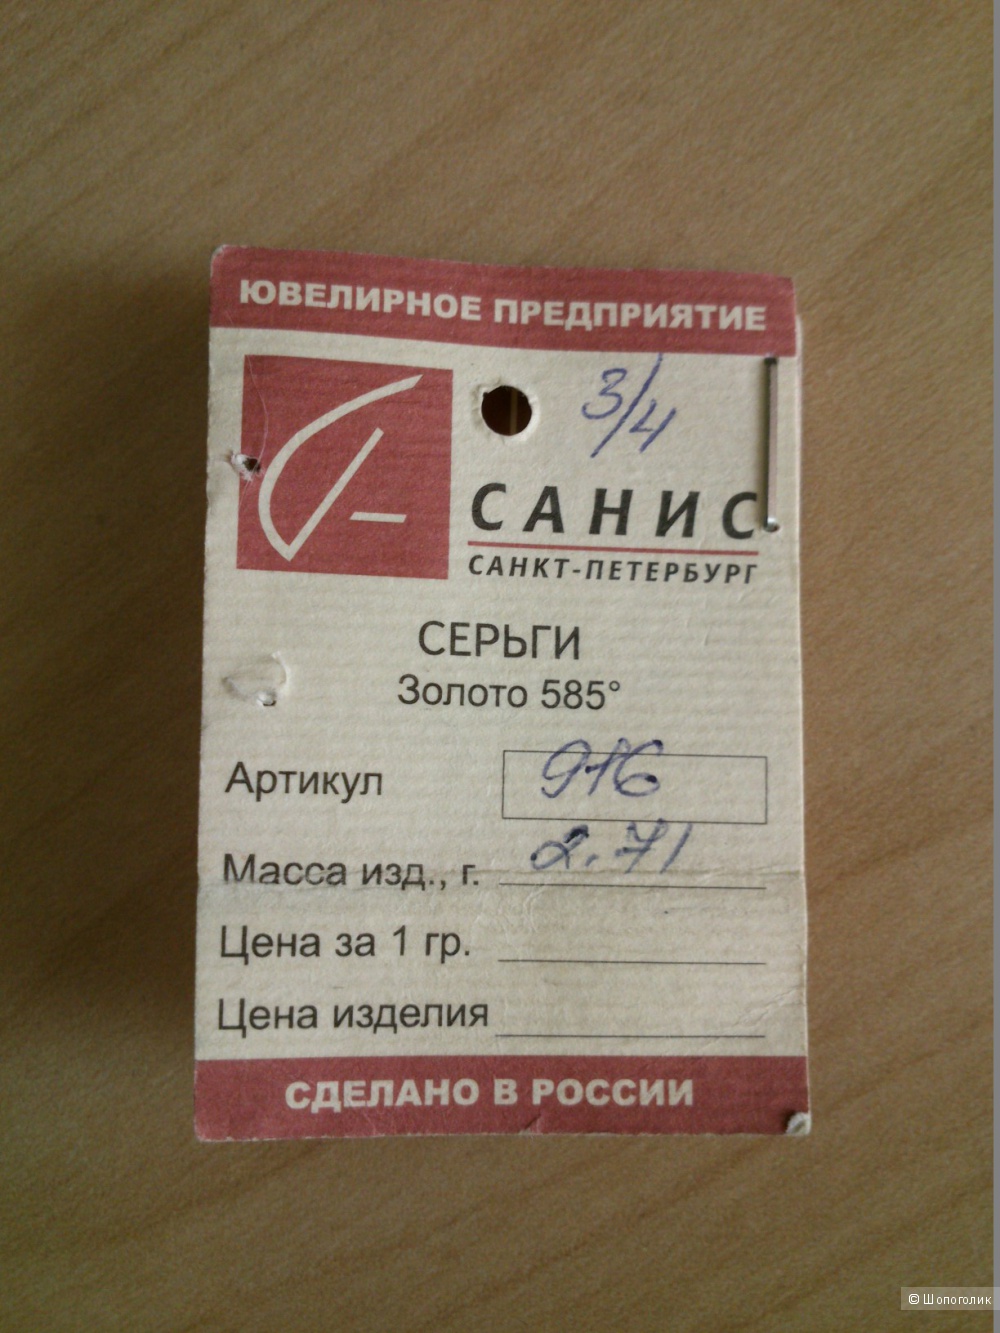 ЮВЕЛИРНОЕ ПРЕДПРИЯТИЕ
3/4
САНИС
САНКТ-ПЕТЕРБУРГ
СЕРЬГИ
Золото 585°
Артикул 916
Масса изд., г. 2.71
Цена за 1 гр.
Цена изделия
СДЕЛАНО В РОССИИ
© Шопоголик